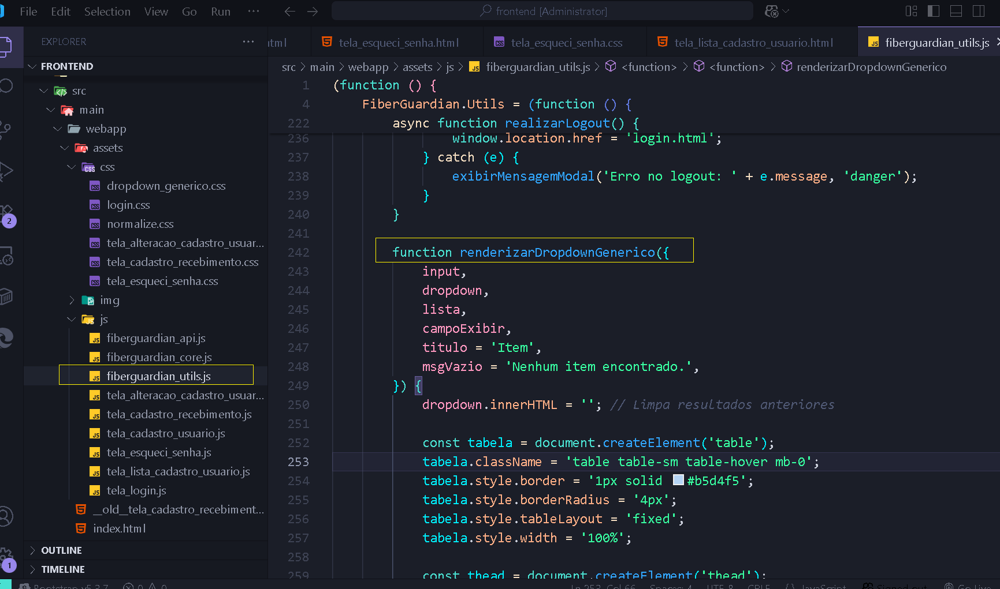 File Edit Selection View Go Run ··· frontend [Administrator]
EXPLORER ···
FRONTEND
src
main
webapp
assets
css
dropdown_generico.css
login.css
normalize.css
tela_alteracao_cadastro_usuar...
tela_cadastro_recebimento.css
tela_esqueci_senha.css
img
js
fiberguardian_api.js
fiberguardian_core.js
fiberguardian_utils.js
tela_alteracao_cadastro_usuar...
tela_cadastro_recebimento.js
tela_cadastro_usuario.js
tela_esqueci_senha.js
tela_lista_cadastro_usuario.js
tela_login.js
__old__tela_cadastro_recebiment...
index.html
OUTLINE
TIMELINE
2
1
tela_esqueci_senha.html tela_esqueci_senha.css tela_lista_cadastro_usuario.html fiberguardian_utils.js
src > main > webapp > assets > js > fiberguardian_utils.js > <function> > <function> > renderizarDropdownGenerico
1 (function () {
4 FiberGuardian.Utils = (function () {
222 async function realizarLogout() {
236 window.location.href = 'login.html';
237 } catch (e) {
238 exibirMensagemModal('Erro no logout: ' + e.message, 'danger');
239 }
240 }
241
242 function renderizarDropdownGenerico({
243 input,
244 dropdown,
245 lista,
246 campoExibir,
247 titulo = 'Item',
248 msgVazio = 'Nenhum item encontrado.',
249 }) {
250 dropdown.innerHTML = ''; // Limpa resultados anteriores
251
252 const tabela = document.createElement('table');
253 tabela.className = 'table table-sm table-hover mb-0';
254 tabela.style.border = '1px solid #b5d4f5';
255 tabela.style.borderRadius = '4px';
256 tabela.style.tableLayout = 'fixed';
257 tabela.style.width = '100%';
258
259 const thead = document.createElement('thead');
Bootstrap v5.3.7 0 0 Ln 253, Col 66 Spaces: 4 UTF-8 CRLF {} JavaScript Signed out Go Live